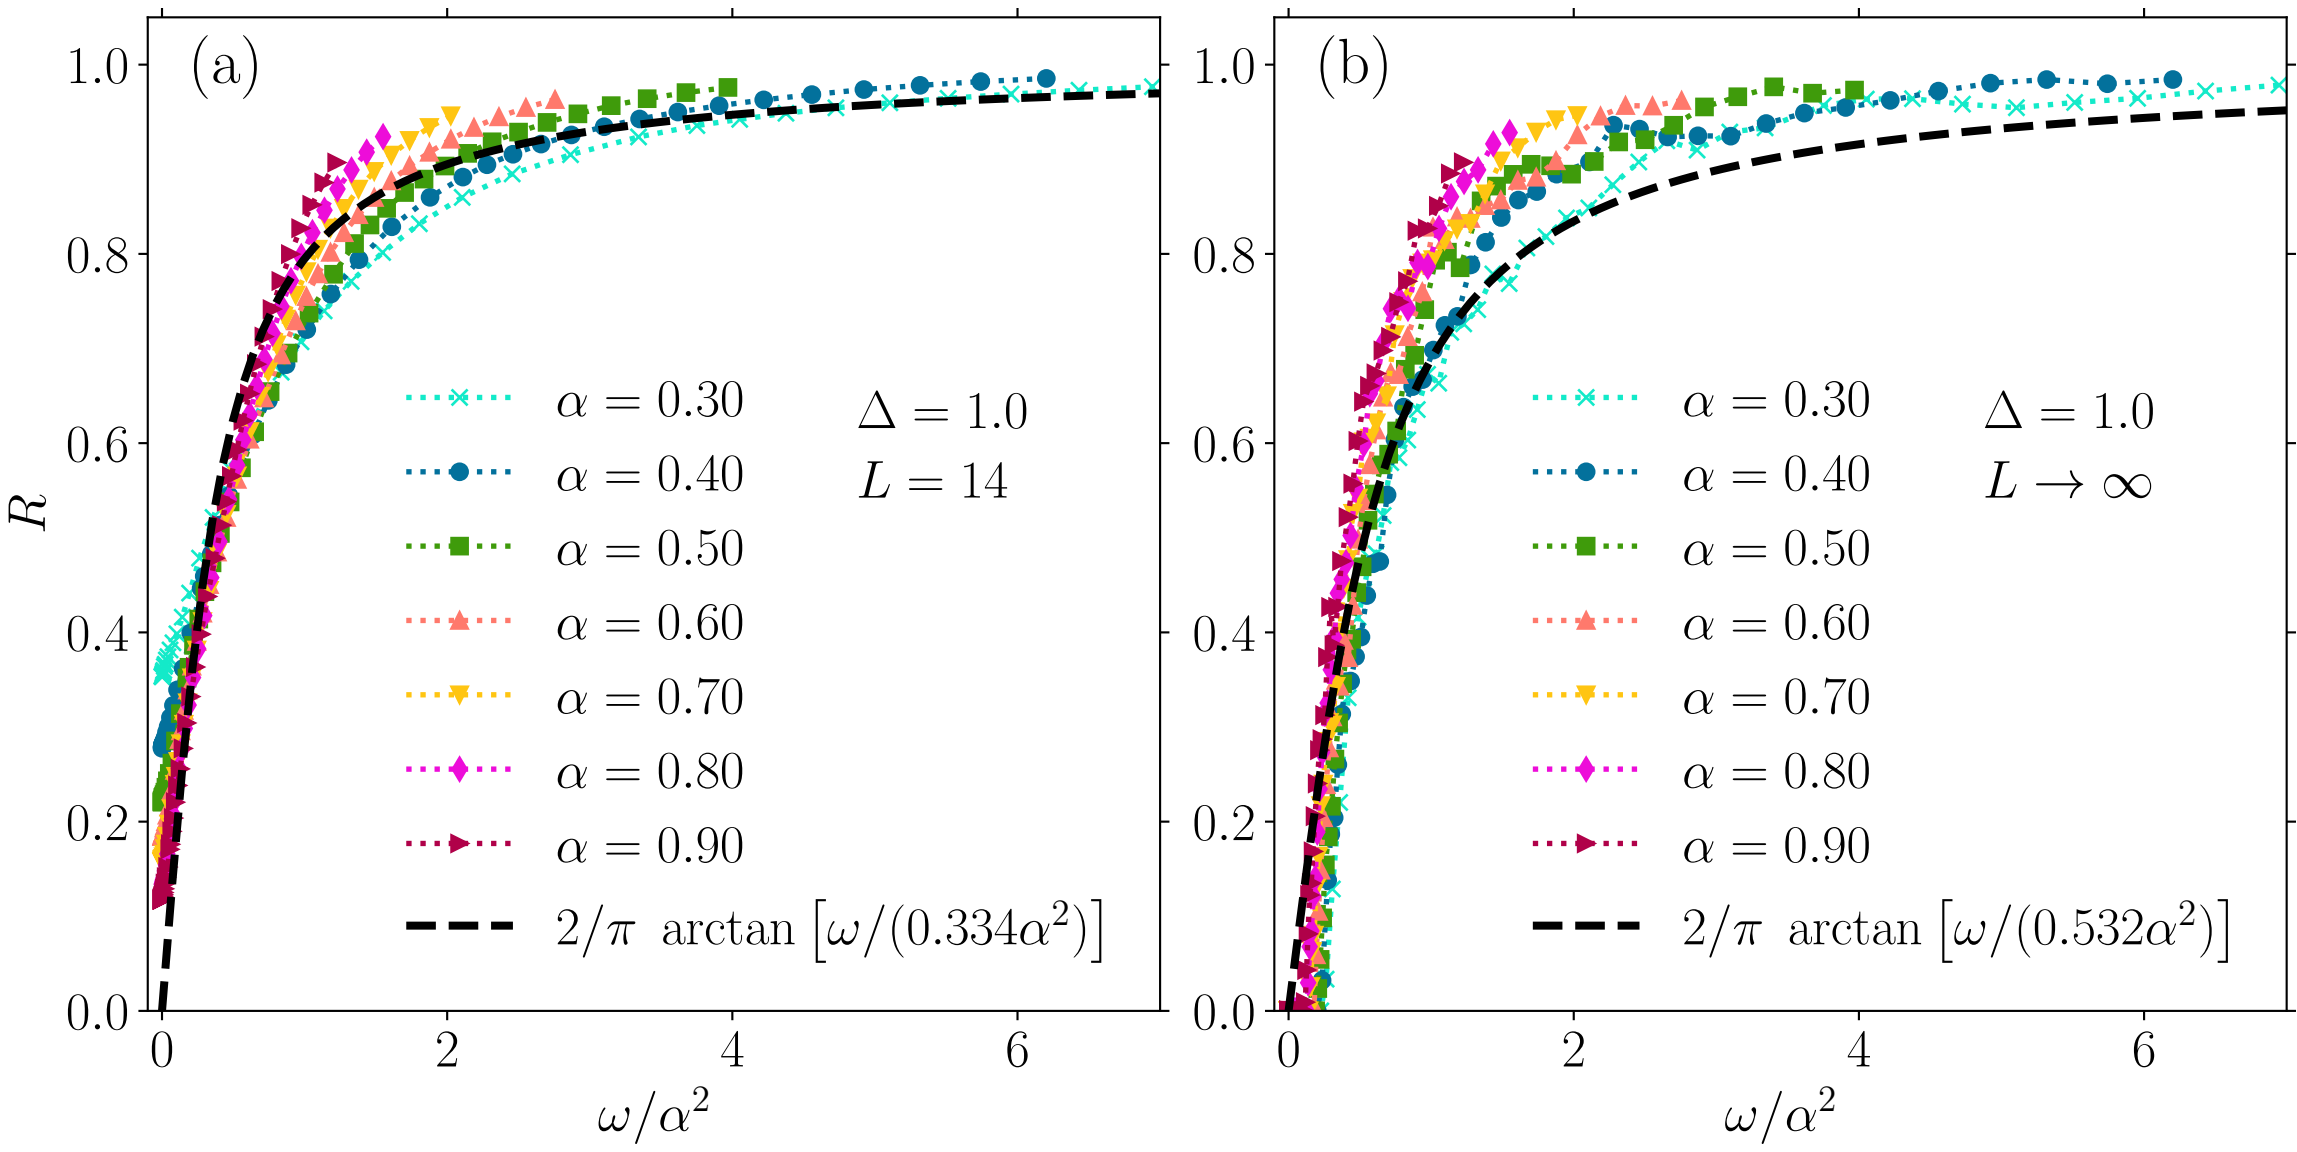 (a)
1.0
0.8
0.6
0.4
0.2
0.0
R
0 2 4 6
ω/α²
α = 0.30
α = 0.40
α = 0.50
α = 0.60
α = 0.70
α = 0.80
α = 0.90
2/π arctan [ω/(0.334α²)]
Δ = 1.0
L = 14
(b)
1.0
0.8
0.6
0.4
0.2
0.0
0 2 4 6
ω/α²
α = 0.30
α = 0.40
α = 0.50
α = 0.60
α = 0.70
α = 0.80
α = 0.90
2/π arctan [ω/(0.532α²)]
Δ = 1.0
L → ∞